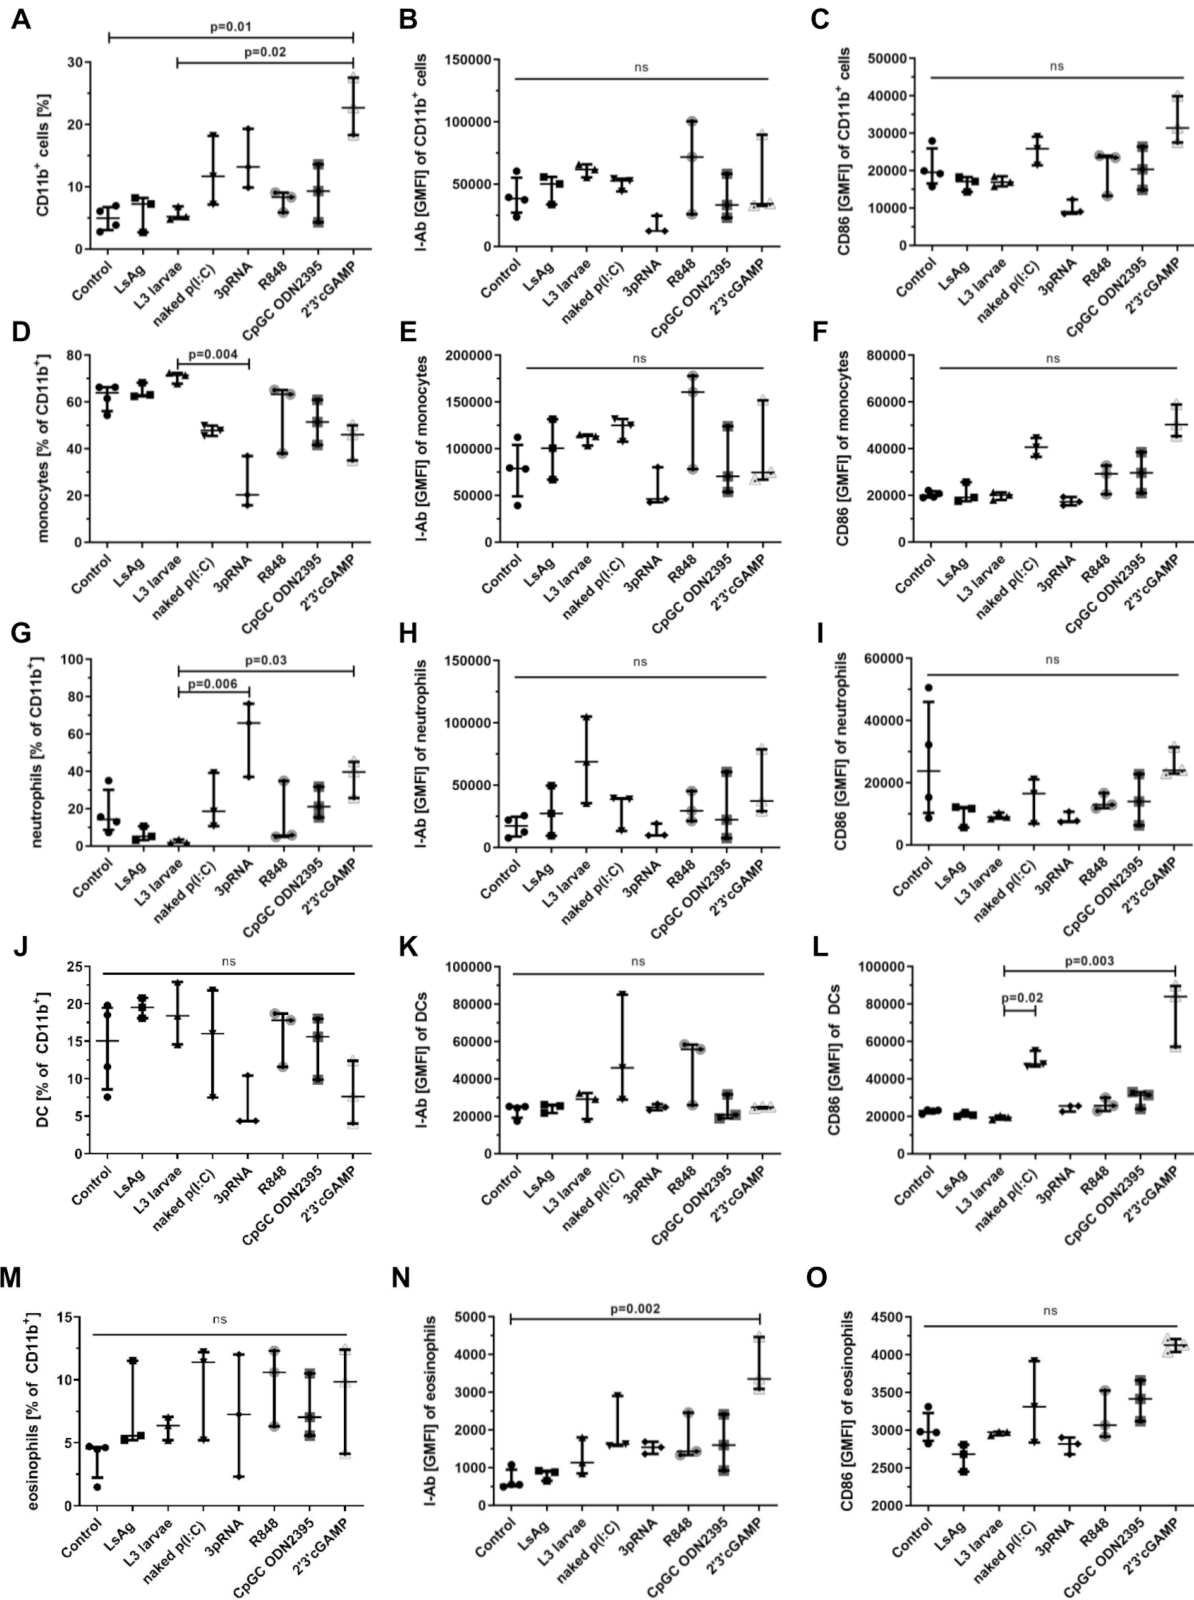 A
p=0.01
p=0.02
CD11b+ cells [%]
30
20
10
0
Control
LsAg
L3 larvae
naked p(I:C)
3pRNA
R848
CpGC ODN2395
2'3'cGAMP
B
ns
I-Ab [GMFI] of CD11b+ cells
150000
100000
50000
0
Control
LsAg
L3 larvae
naked p(I:C)
3pRNA
R848
CpGC ODN2395
2'3'cGAMP
C
ns
CD86 [GMFI] of CD11b+ cells
50000
40000
30000
20000
10000
0
Control
LsAg
L3 larvae
naked p(I:C)
3pRNA
R848
CpGC ODN2395
2'3'cGAMP
D
p=0.004
monocytes [% of CD11b+]
80
60
40
20
0
Control
LsAg
L3 larvae
naked p(I:C)
3pRNA
R848
CpGC ODN2395
2'3'cGAMP
E
ns
I-Ab [GMFI] of monocytes
200000
150000
100000
50000
0
Control
LsAg
L3 larvae
naked p(I:C)
3pRNA
R848
CpGC ODN2395
2'3'cGAMP
F
ns
CD86 [GMFI] of monocytes
80000
60000
40000
20000
0
Control
LsAg
L3 larvae
naked p(I:C)
3pRNA
R848
CpGC ODN2395
2'3'cGAMP
G
p=0.03
p=0.006
neutrophils [% of CD11b+]
100
80
60
40
20
0
Control
LsAg
L3 larvae
naked p(I:C)
3pRNA
R848
CpGC ODN2395
2'3'cGAMP
H
ns
I-Ab [GMFI] of neutrophils
150000
100000
50000
0
Control
LsAg
L3 larvae
naked p(I:C)
3pRNA
R848
CpGC ODN2395
2'3'cGAMP
I
ns
CD86 [GMFI] of neutrophils
60000
40000
20000
0
Control
LsAg
L3 larvae
naked p(I:C)
3pRNA
R848
CpGC ODN2395
2'3'cGAMP
J
ns
DC [% of CD11b+]
25
20
15
10
5
0
Control
LsAg
L3 larvae
naked p(I:C)
3pRNA
R848
CpGC ODN2395
2'3'cGAMP
K
ns
I-Ab [GMFI] of DCs
100000
80000
60000
40000
20000
0
Control
LsAg
L3 larvae
naked p(I:C)
3pRNA
R848
CpGC ODN2395
2'3'cGAMP
L
p=0.003
p=0.02
CD86 [GMFI] of DCs
100000
80000
60000
40000
20000
0
Control
LsAg
L3 larvae
naked p(I:C)
3pRNA
R848
CpGC ODN2395
2'3'cGAMP
M
ns
eosinophils [% of CD11b+]
15
10
5
0
Control
LsAg
L3 larvae
naked p(I:C)
3pRNA
R848
CpGC ODN2395
2'3'cGAMP
N
p=0.002
I-Ab [GMFI] of eosinophils
5000
4000
3000
2000
1000
0
Control
LsAg
L3 larvae
naked p(I:C)
3pRNA
R848
CpGC ODN2395
2'3'cGAMP
O
ns
CD86 [GMFI] of eosinophils
4500
4000
3500
3000
2500
2000
Control
LsAg
L3 larvae
naked p(I:C)
3pRNA
R848
CpGC ODN2395
2'3'cGAMP